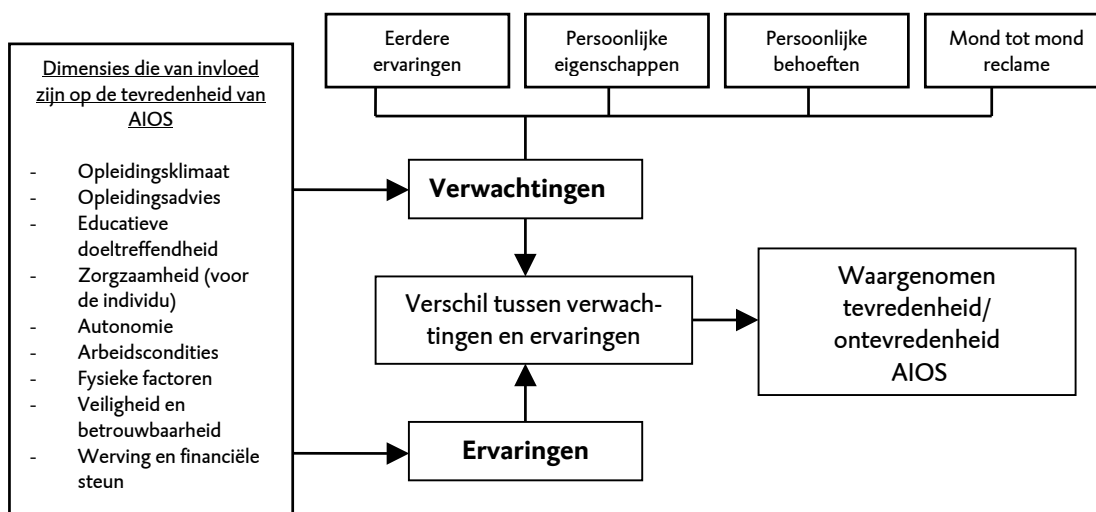 Dimensies die van invloed
zijn op de tevredenheid van
AIOS
- Opleidingsklimaat
- Opleidingsadvies
- Educatieve
doeltreffendheid
- Zorgzaamheid (voor
de individu)
- Autonomie
- Arbeidscondities
- Fysieke factoren
- Veiligheid en
betrouwbaarheid
- Werving en financiële
steun
Eerdere
ervaringen
Persoonlijke
eigenschappen
Persoonlijke
behoeften
Mond tot mond
reclame
Verwachtingen
Verschil tussen verwach-
tingen en ervaringen
Ervaringen
Waargenomen
tevredenheid/
ontevredenheid
AIOS